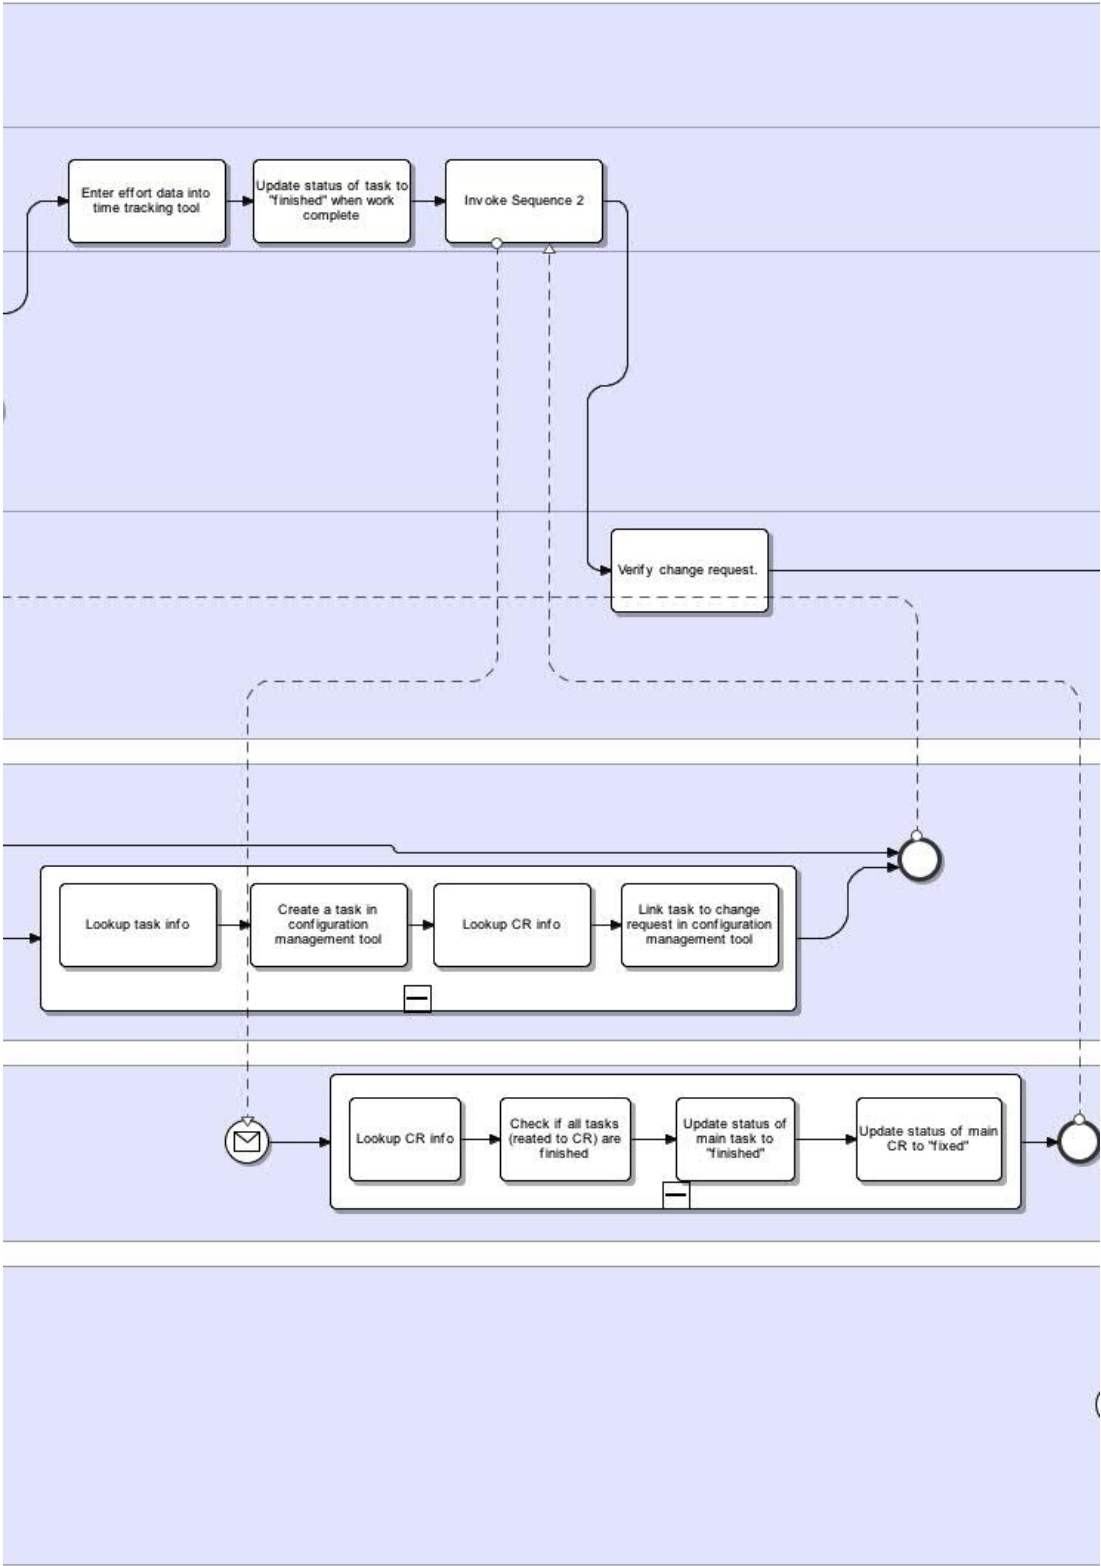 Enter effort data into
time tracking tool
Update status of task to
"finished" when work
complete
Invoke Sequence 2
Verify change request.
Lookup task info
Create a task in
configuration
management tool
Lookup CR info
Link task to change
request in configuration
management tool
Lookup CR info
Check if all tasks
(reated to CR) are
finished
Update status of
main task to
"finished"
Update status of main
CR to "fixed"